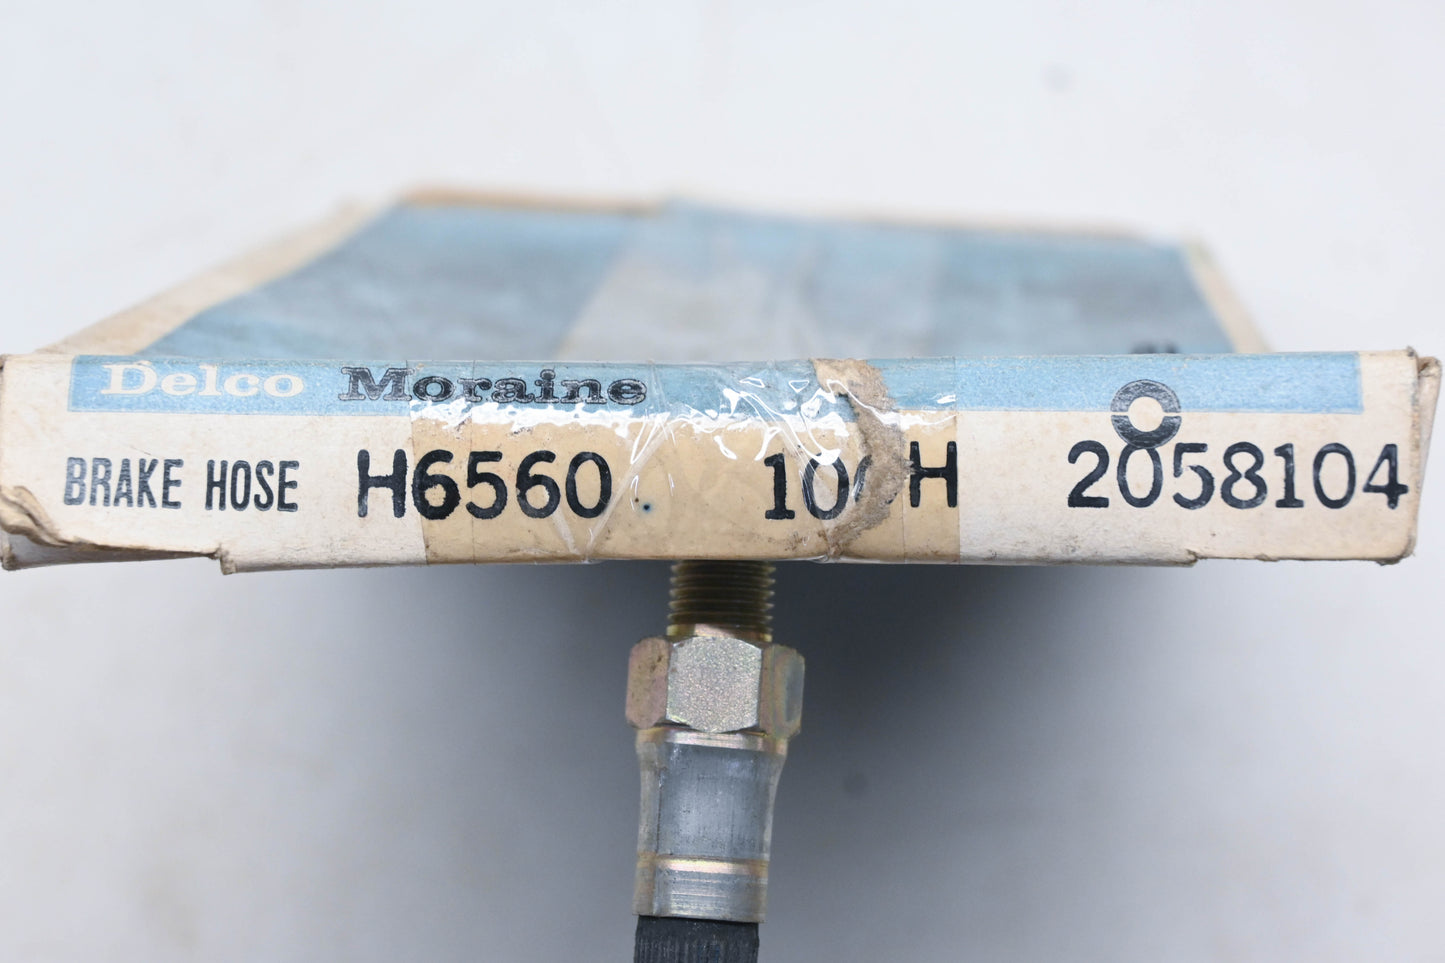 Delco Moraine
BRAKE HOSE H6560 2058104